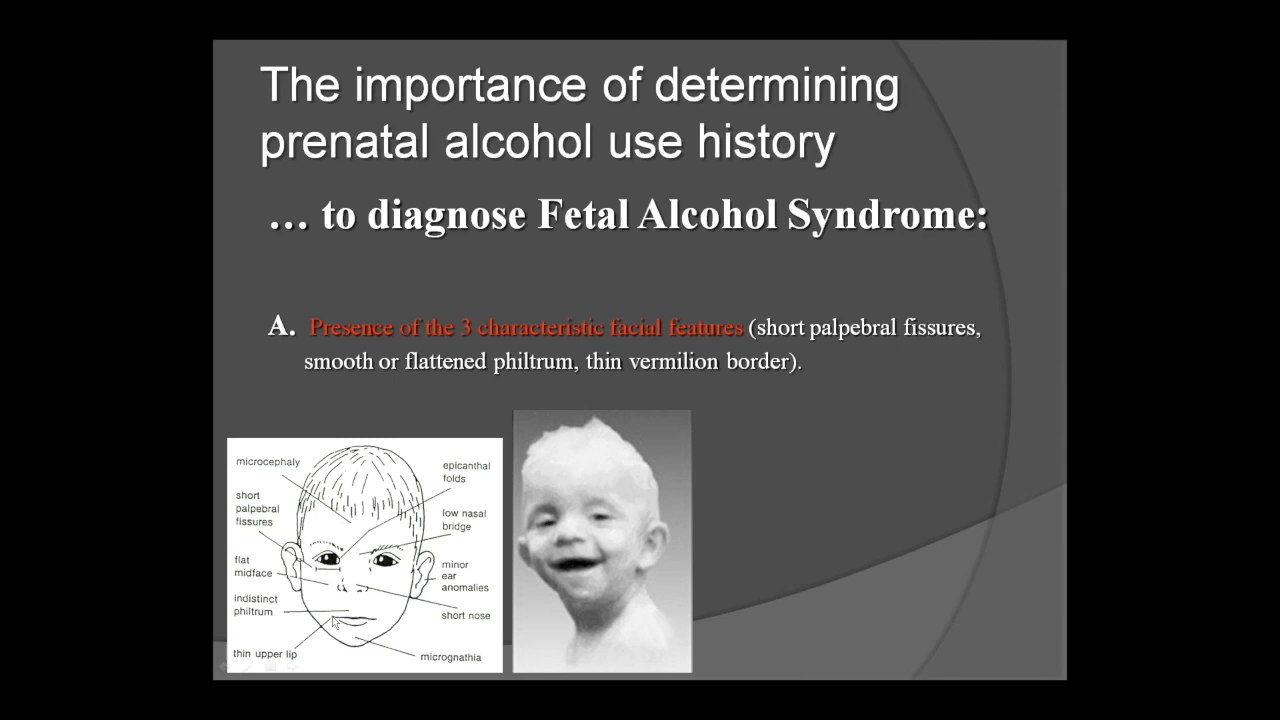 The importance of determining
prenatal alcohol use history
… to diagnose Fetal Alcohol Syndrome:
A. Presence of the 3 characteristic facial features (short palpebral fissures,
smooth or flattened philtrum, thin vermilion border).
microcephaly
short
palpebral
fissures
flat
midface
indistinct
philtrum
thin upper lip
epicanthal
folds
low nasal
bridge
minor
ear
anomalies
short nose
micrognathia